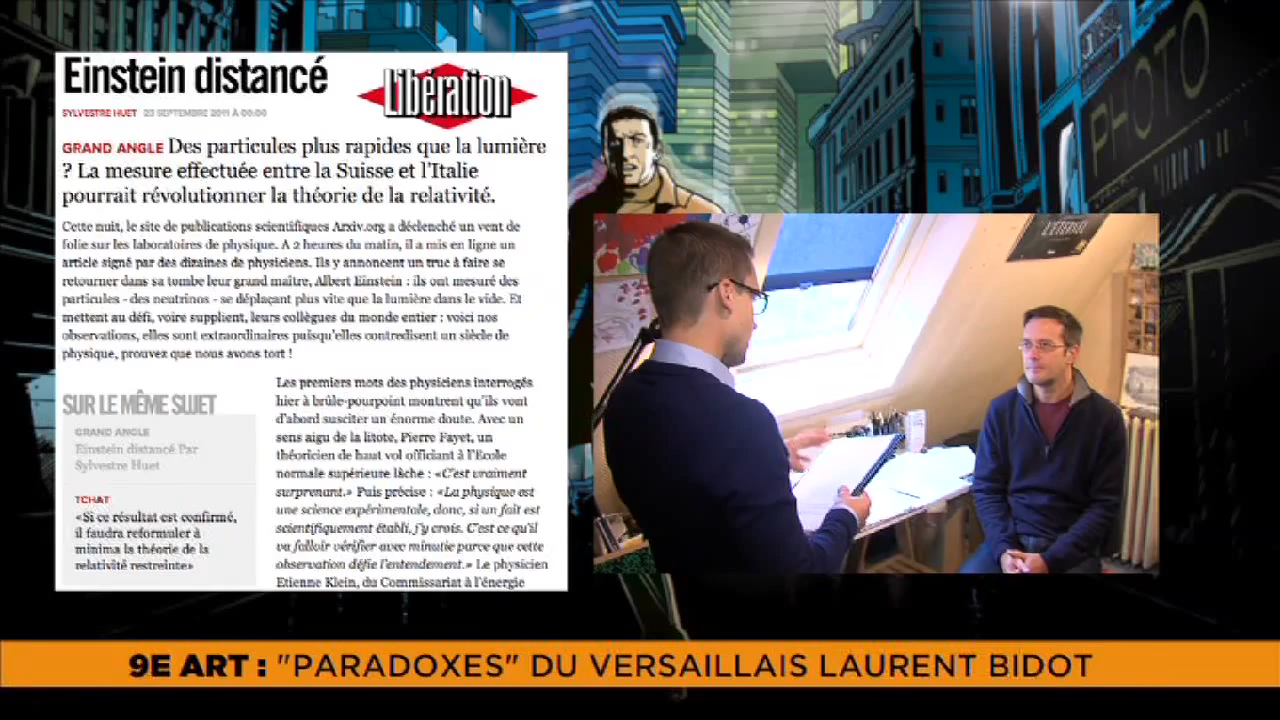 Einstein distancé
Libération
SYLVESTRE HUET 23 SEPTEMBRE 2011 À 00:00
GRAND ANGLE Des particules plus rapides que la lumière
? La mesure effectuée entre la Suisse et l'Italie
pourrait révolutionner la théorie de la relativité.
Cette nuit, le site de publications scientifiques Arxiv.org a déclenché un vent de
folie sur les laboratoires de physique. A 2 heures du matin, il a mis en ligne un
article signé par des dizaines de physiciens. Ils y annoncent un truc à faire se
retourner dans sa tombe leur grand maître, Albert Einstein : ils ont mesuré des
particules - des neutrinos - se déplaçant plus vite que la lumière dans le vide. Et
mettent au défi, voire supplient, leurs collègues du monde entier : voici nos
observations, elles sont extraordinaires puisqu'elles contredisent un siècle de
physique, prouvez que nous avons tort !
SUR LE MÊME SUJET
GRAND ANGLE
Einstein distancé Par
Sylvestre Huet
TCHAT
«Si ce résultat est confirmé,
il faudra reformuler à
minima la théorie de la
relativité restreinte»
Les premiers mots des physiciens interrogés
hier à brûle-pourpoint montrent qu'ils vont
d'abord susciter un énorme doute. Avec un
sens aigu de la litote, Pierre Fayet, un
théoricien de haut vol officiant à l'Ecole
normale supérieure lâche : «C'est vraiment
surprenant.» Puis précise : «La physique est
une science expérimentale, donc, si un fait est
scientifiquement établi, j'y crois. C'est ce qu'il
va falloir vérifier avec minutie parce que cette
observation défie l'entendement.» Le physicien
Etienne Klein, du Commissariat à l'énergie
PHOTO
L'ÉTERNITÉ
9E ART : "PARADOXES" DU VERSAILLAIS LAURENT BIDOT